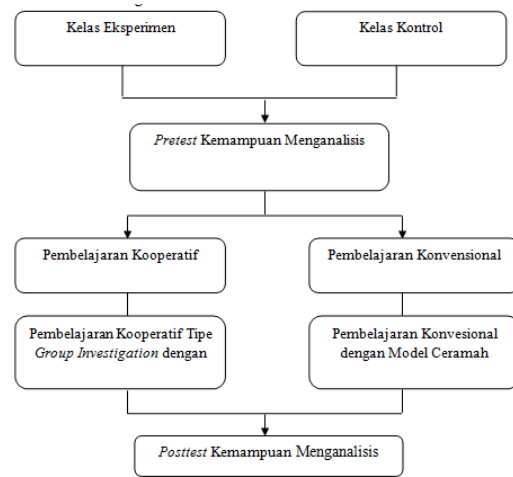 Kelas Eksperimen
Kelas Kontrol
Pretest Kemampuan Menganalisis
Pembelajaran Kooperatif
Pembelajaran Konvensional
Pembelajaran Kooperatif Tipe
Group Investigation dengan
Pembelajaran Konvesional
dengan Model Ceramah
Posttest Kemampuan Menganalisis